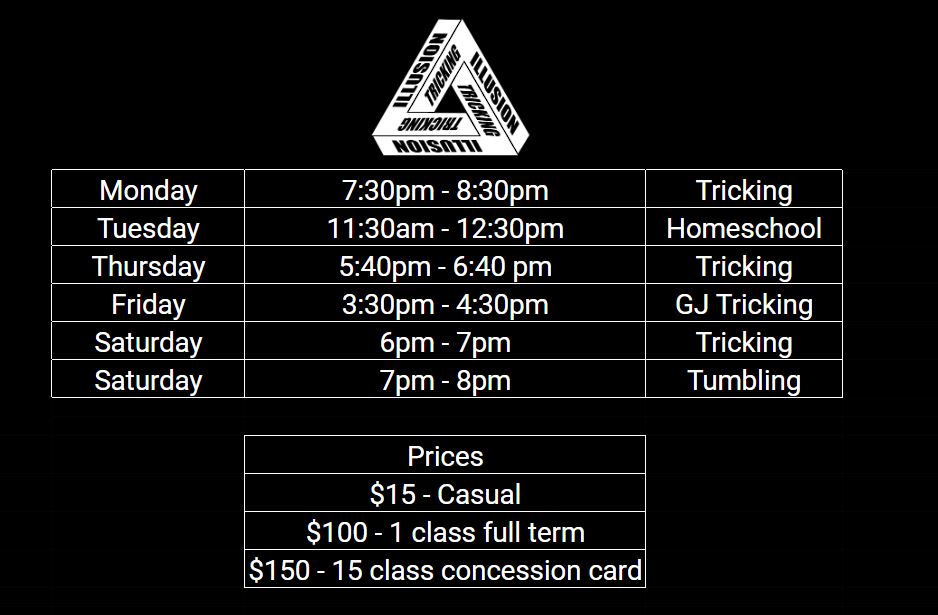 ILLUSION
TRICKING
ILLUSION
TRICKING
TRICKING
ILLUSION
Monday 7:30pm - 8:30pm Tricking
Tuesday 11:30am - 12:30pm Homeschool
Thursday 5:40pm - 6:40 pm Tricking
Friday 3:30pm - 4:30pm GJ Tricking
Saturday 6pm - 7pm Tricking
Saturday 7pm - 8pm Tumbling
Prices
$15 - Casual
$100 - 1 class full term
$150 - 15 class concession card